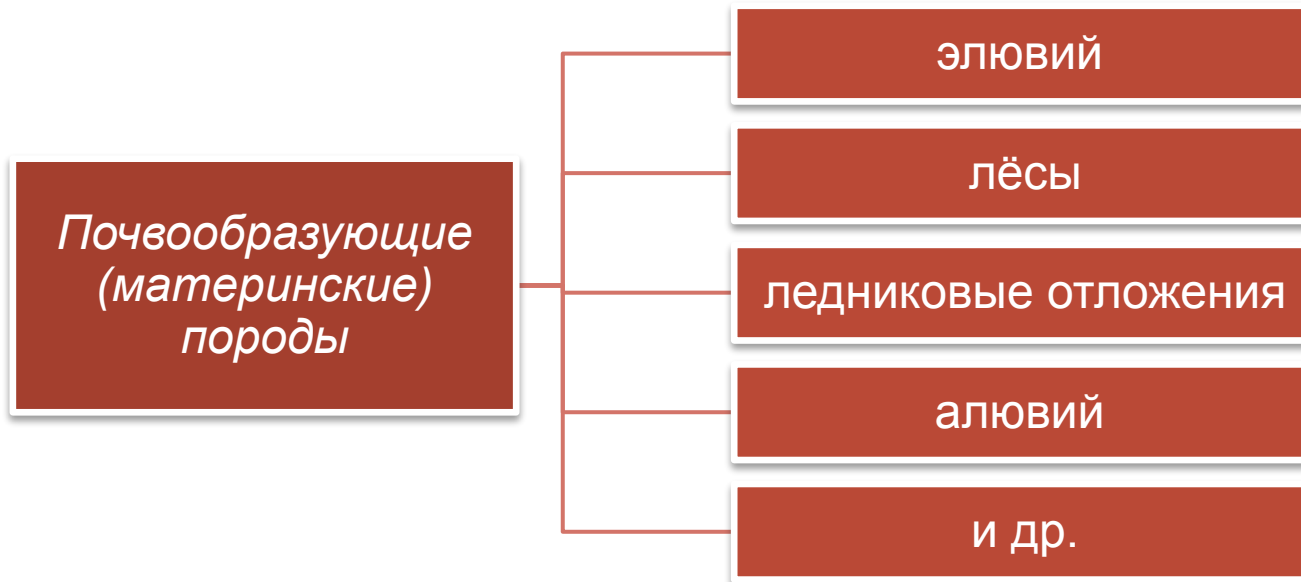 Почвообразующие
(материнские)
породы
элювий
лёсы
ледниковые отложения
алювий
и др.